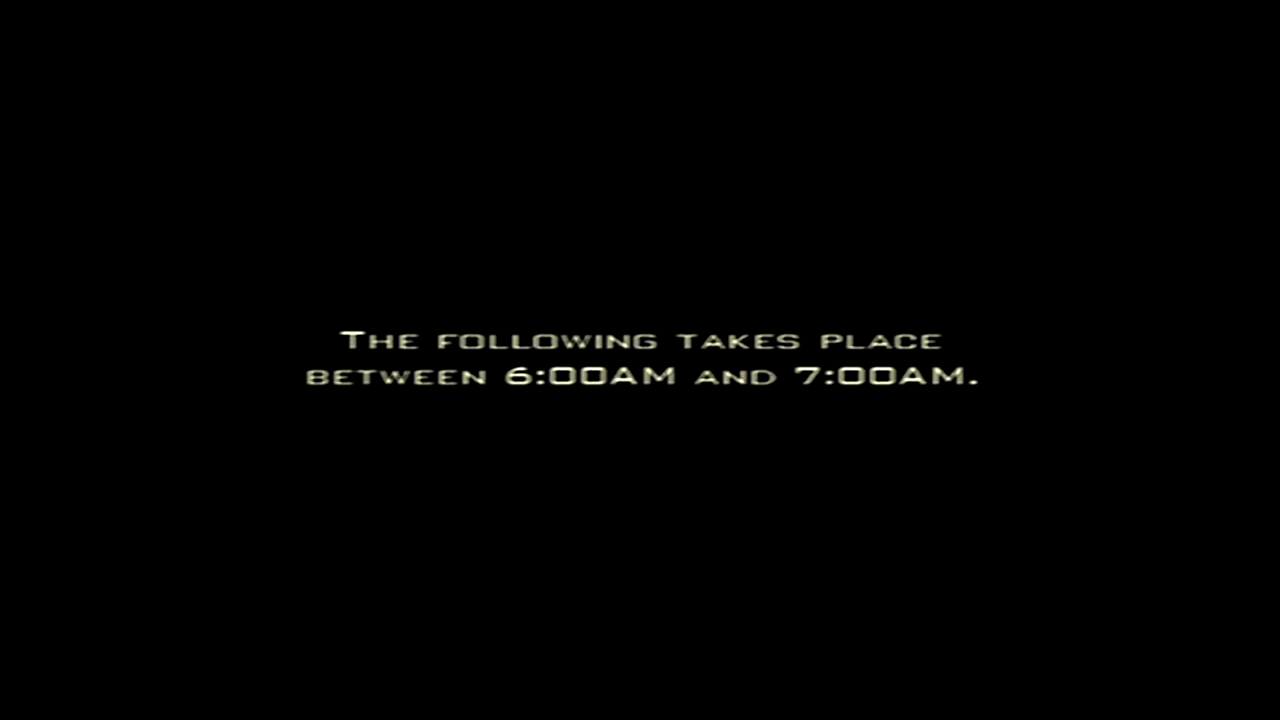 The following takes place
between 6:00AM and 7:00AM.